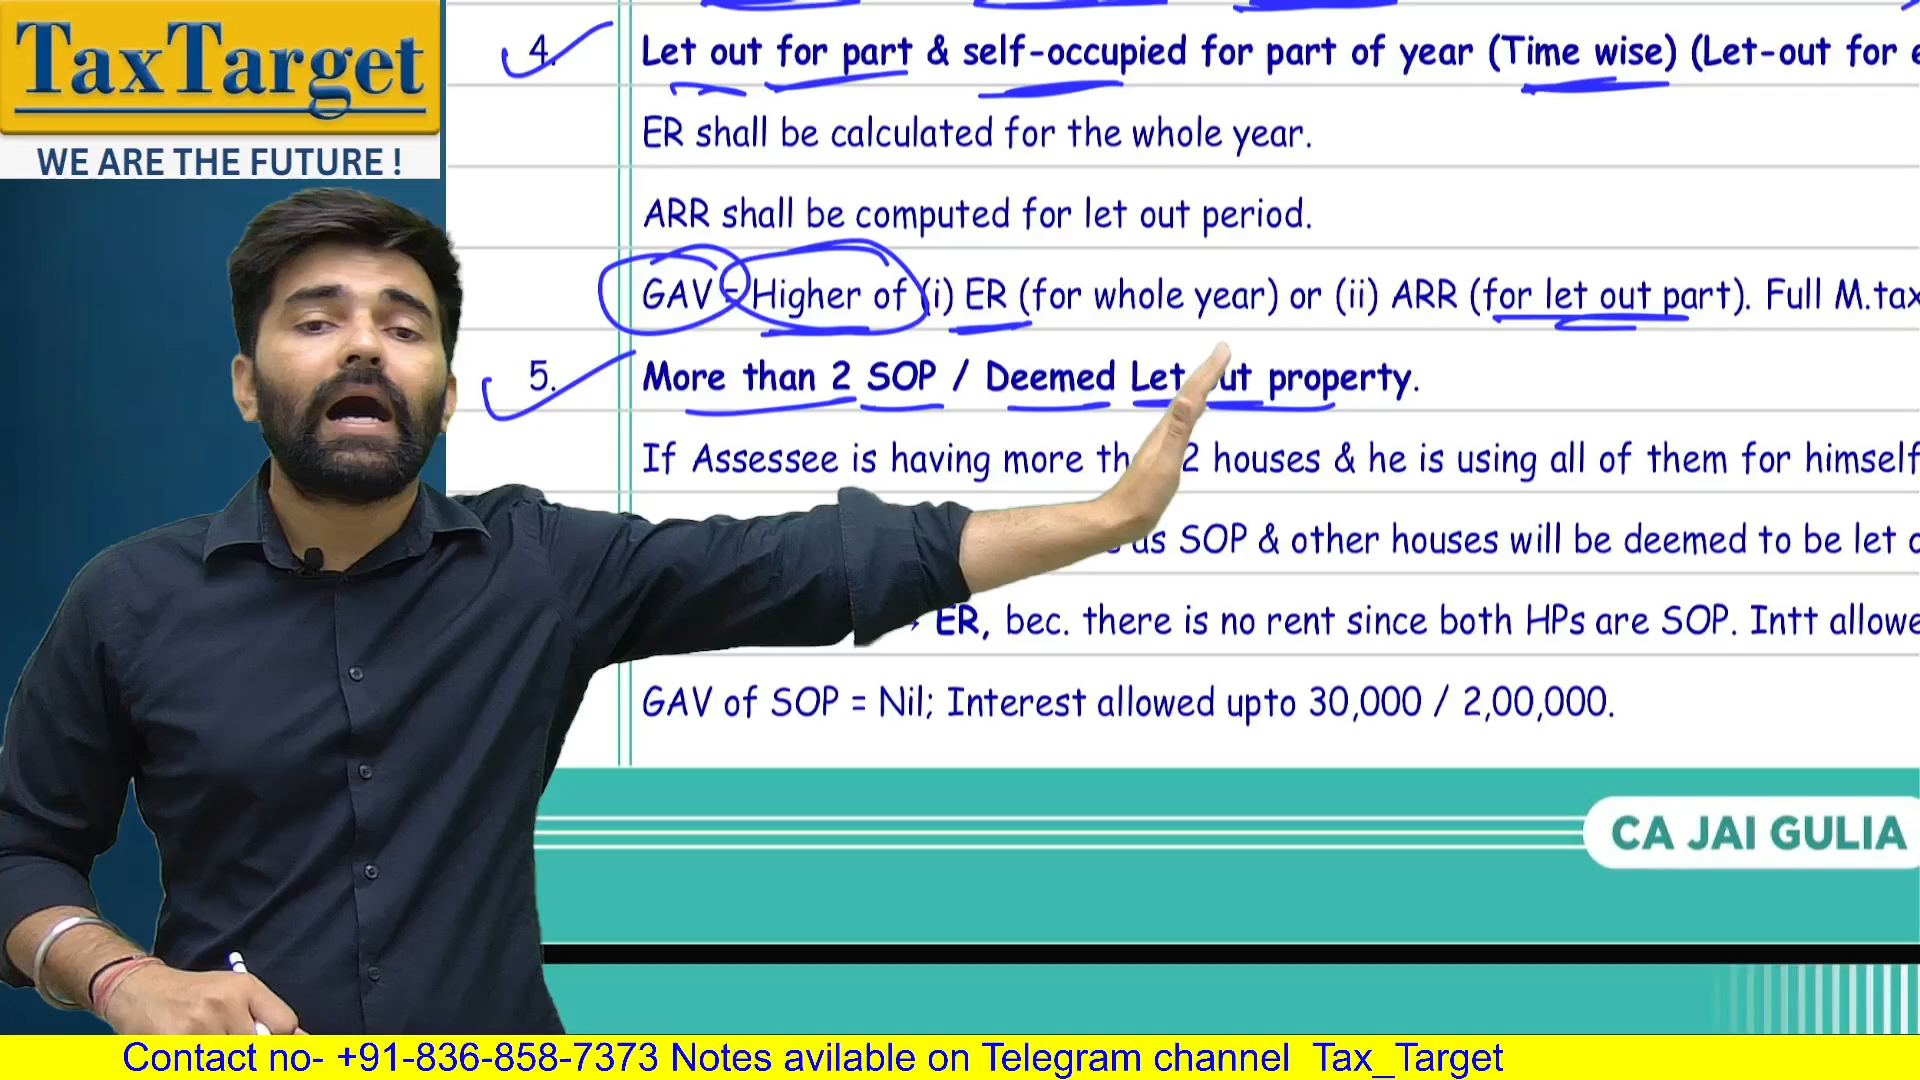 TaxTarget
WE ARE THE FUTURE !
4. Let out for part & self-occupied for part of year (Time wise) (Let-out for
ER shall be calculated for the whole year.
ARR shall be computed for let out period.
GAV = Higher of (i) ER (for whole year) or (ii) ARR (for let out part). Full M.tax
5. More than 2 SOP / Deemed Let out property.
If Assessee is having more 2 houses & he is using all of them for himself
as SOP & other houses will be deemed to be let
ER, bec. there is no rent since both HPs are SOP. Intt
GAV of SOP = Nil; Interest allowed upto 30,000 / 2,00,000.
CA JAI GULIA
Contact no- +91-836-858-7373 Notes avilable on Telegram channel Tax_Target